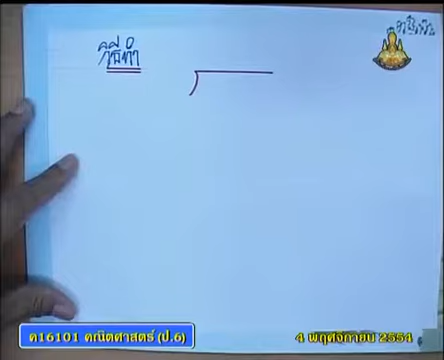 วิธีทำ
ค16101 คณิตศาสตร์ (ป.6)
4 พฤศจิกายน 2554